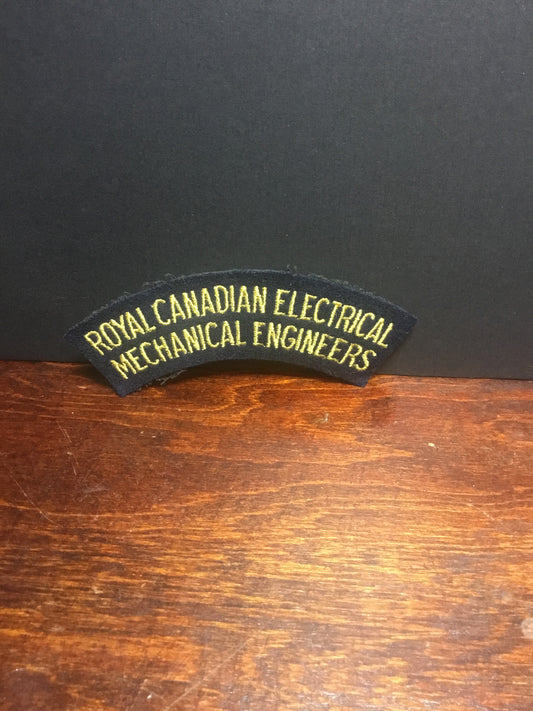 ROYAL CANADIAN ELECTRICAL
MECHANICAL ENGINEERS